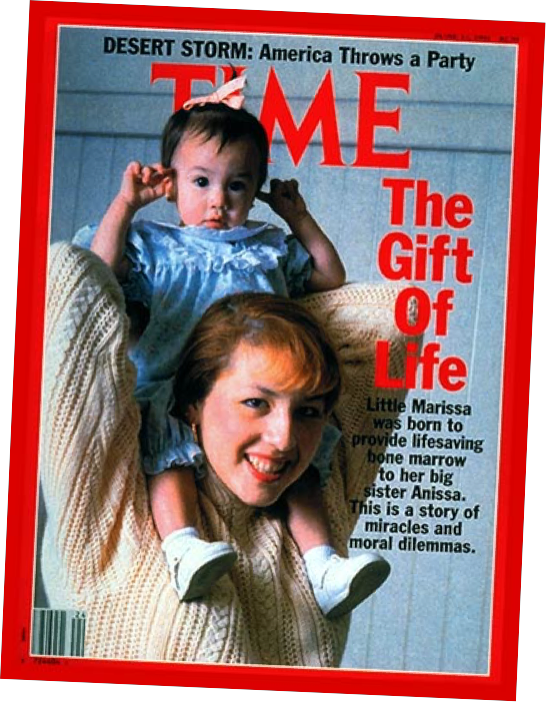 DESERT STORM: America Throws a Party
TIME
The
Gift
Of
Life
Little Marissa
was born to
provide lifesaving
bone marrow
to her big
sister Anissa.
This is a story of
miracles and
moral dilemmas.
24